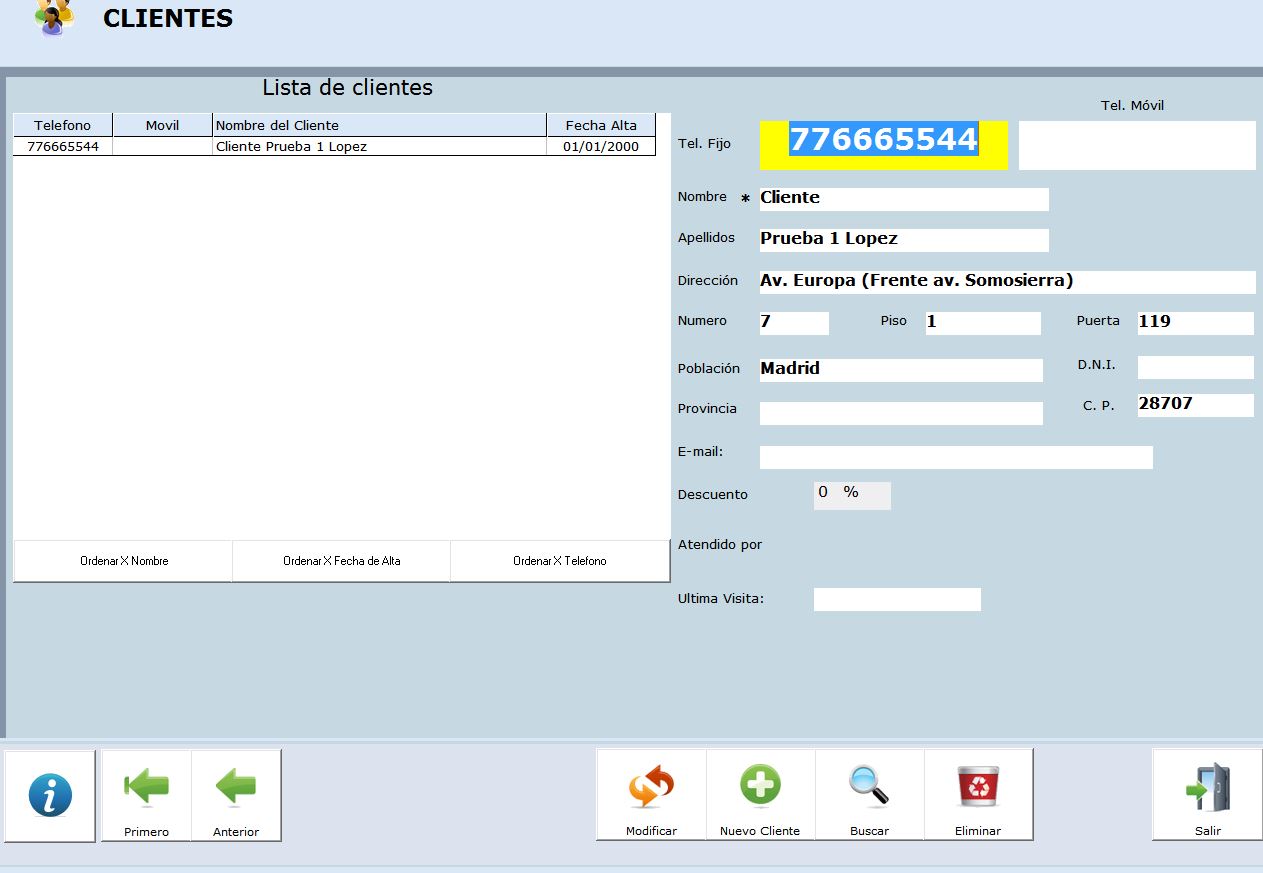 CLIENTES
Lista de clientes
Telefono Movil Nombre del Cliente Fecha Alta
776665544 Cliente Prueba 1 Lopez 01/01/2000
Ordenar X Nombre Ordenar X Fecha de Alta Ordenar X Telefono
Tel. Móvil
Tel. Fijo 776665544
Nombre * Cliente
Apellidos Prueba 1 Lopez
Dirección Av. Europa (Frente av. Somosierra)
Numero 7 Piso 1 Puerta 119
Población Madrid D.N.I.
Provincia C. P. 28707
E-mail:
Descuento 0 %
Atendido por
Ultima Visita:
Primero Anterior Modificar Nuevo Cliente Buscar Eliminar Salir